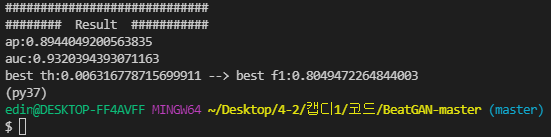 ############################
######## Result ###########
ap:0.8944049200563835
auc:0.9320394393071163
best th:0.006316778715699911 --> best f1:0.8049472264844003
(py37)
edin@DESKTOP-FF4AVFF MINGW64 ~/Desktop/4-2/캡디1/코드/BeatGAN-master (master)
$